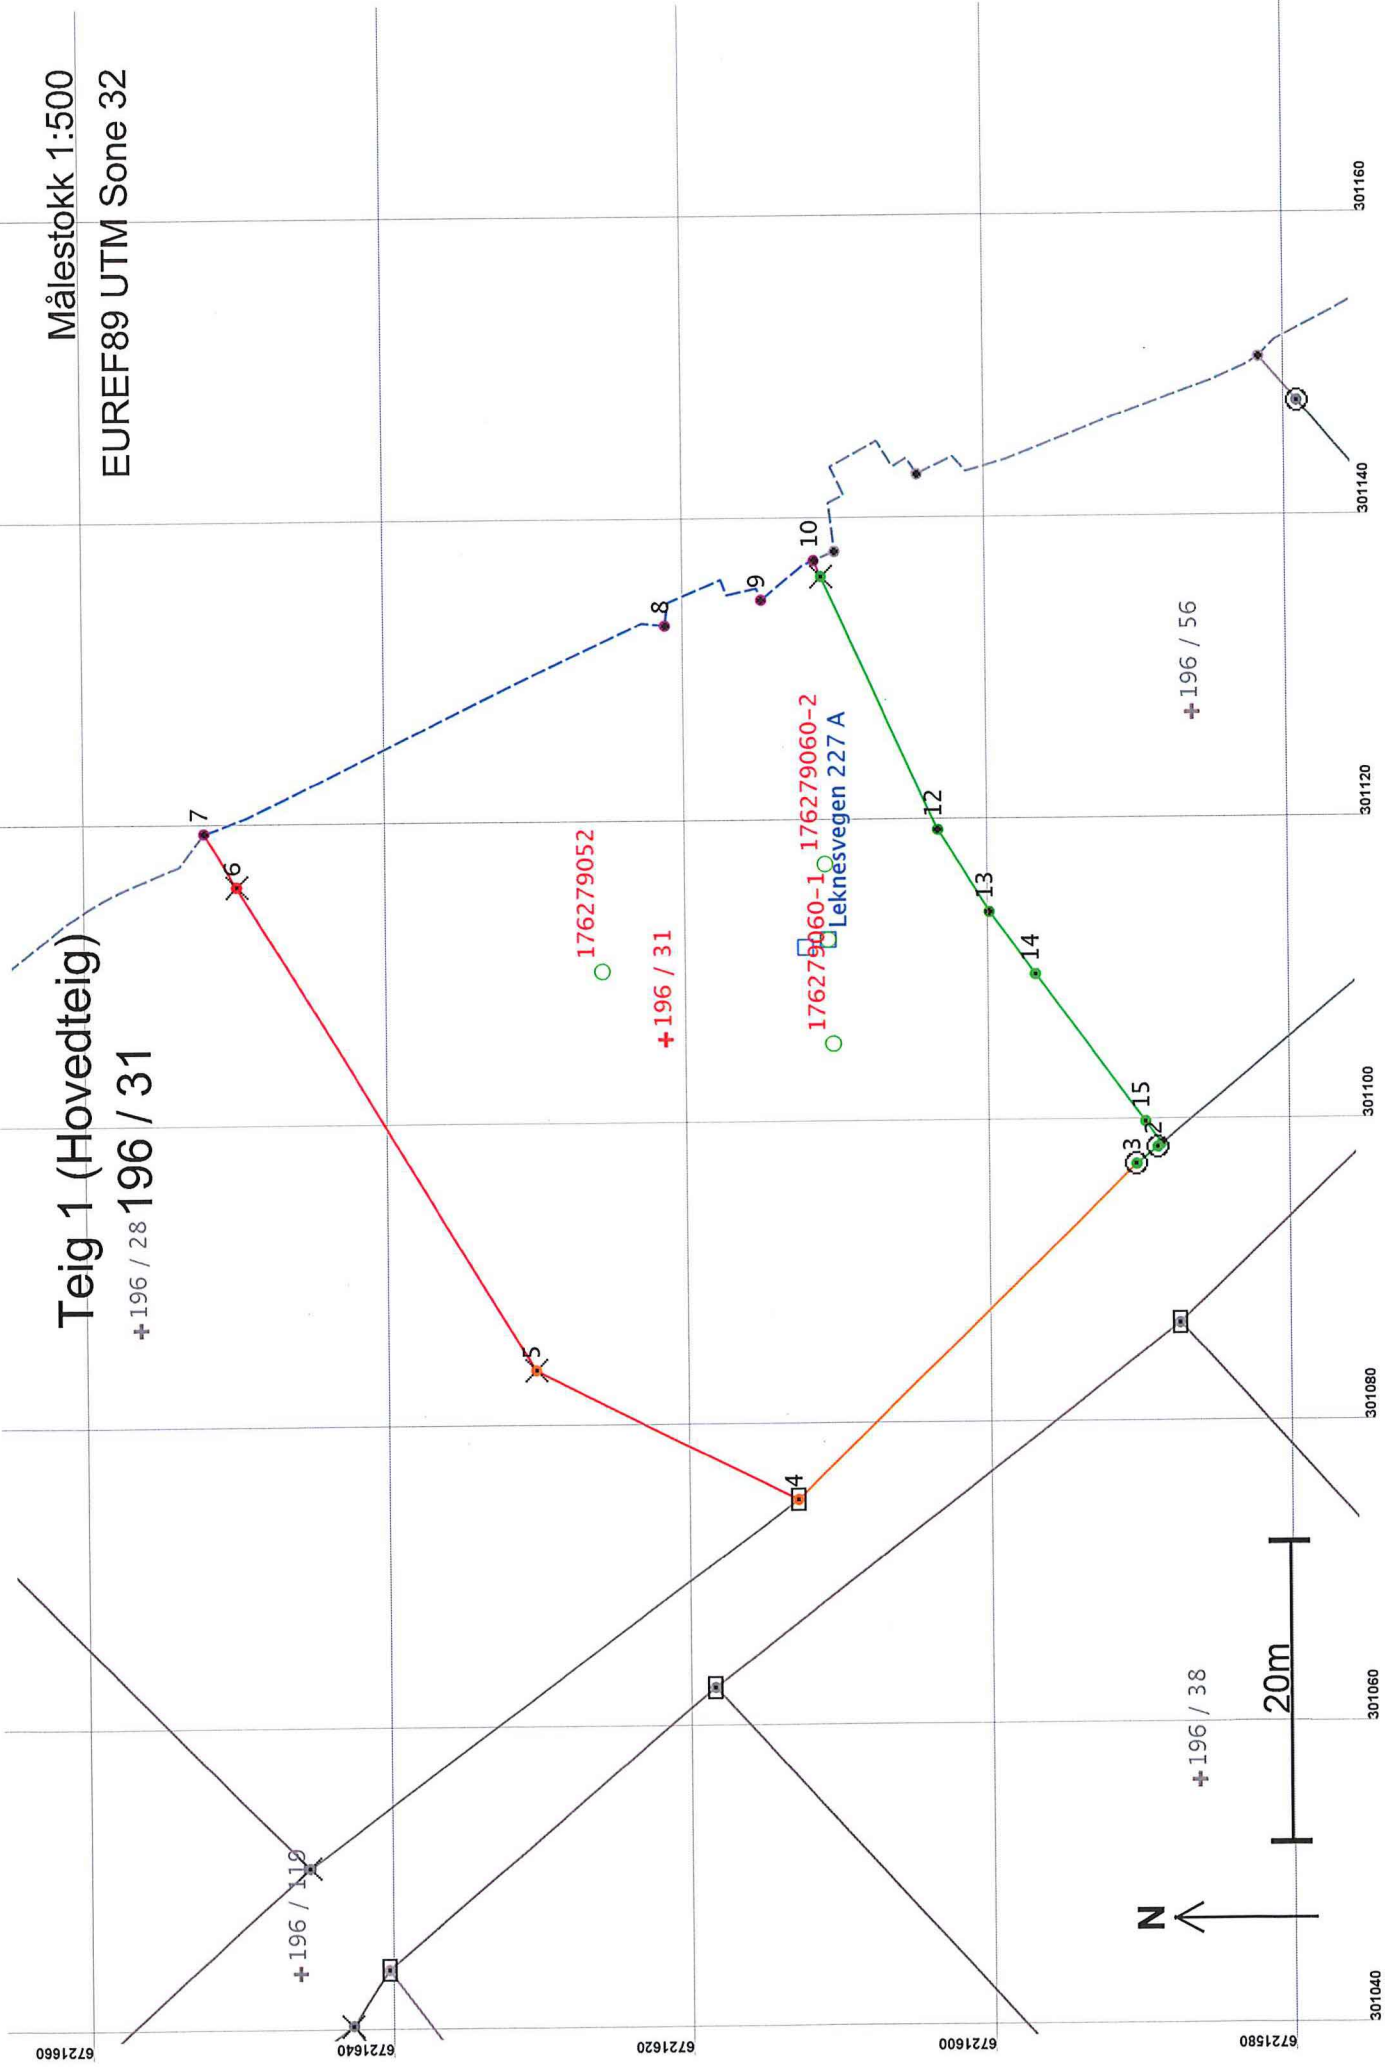 Målestokk 1:500
EUREF89 UTM Sone 32
Teig 1 (Hovedteig)
196 / 31
+196 / 28
7
6
5
4
3
2
15
14
13
12
10
9
8
176279052
+196 / 31
176279060-2
176279060-1
Leknesvegen 227 A
+196 / 56
+196 / 119
+196 / 38
20m
N
6721660
6721640
6721620
6721600
6721580
301040
301060
301080
301100
301120
301140
301160